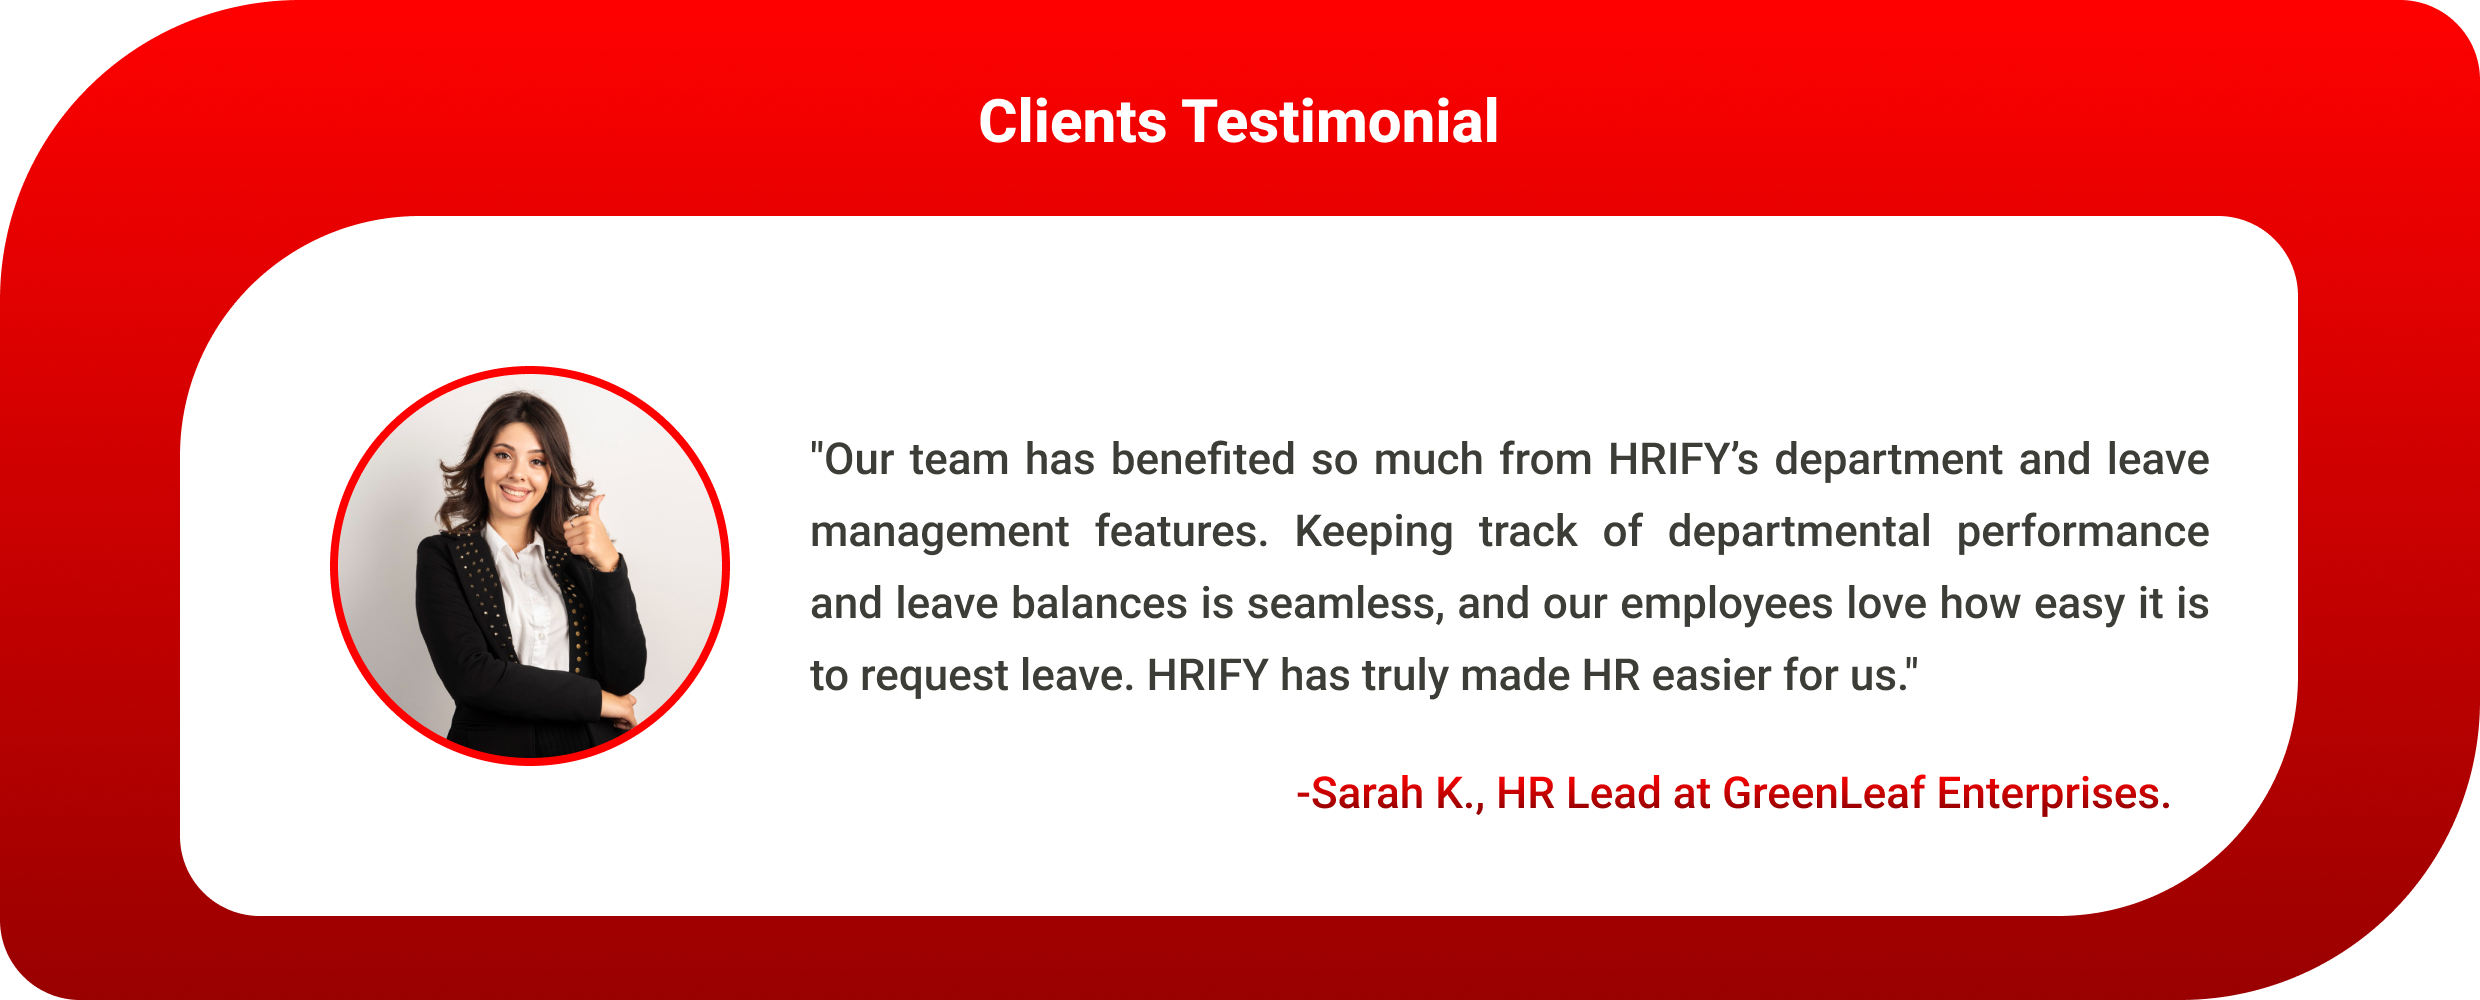 Clients Testimonial
"Our team has benefited so much from HRIFY’s department and leave
management features. Keeping track of departmental performance
and leave balances is seamless, and our employees love how easy it is
to request leave. HRIFY has truly made HR easier for us."
-Sarah K., HR Lead at GreenLeaf Enterprises.